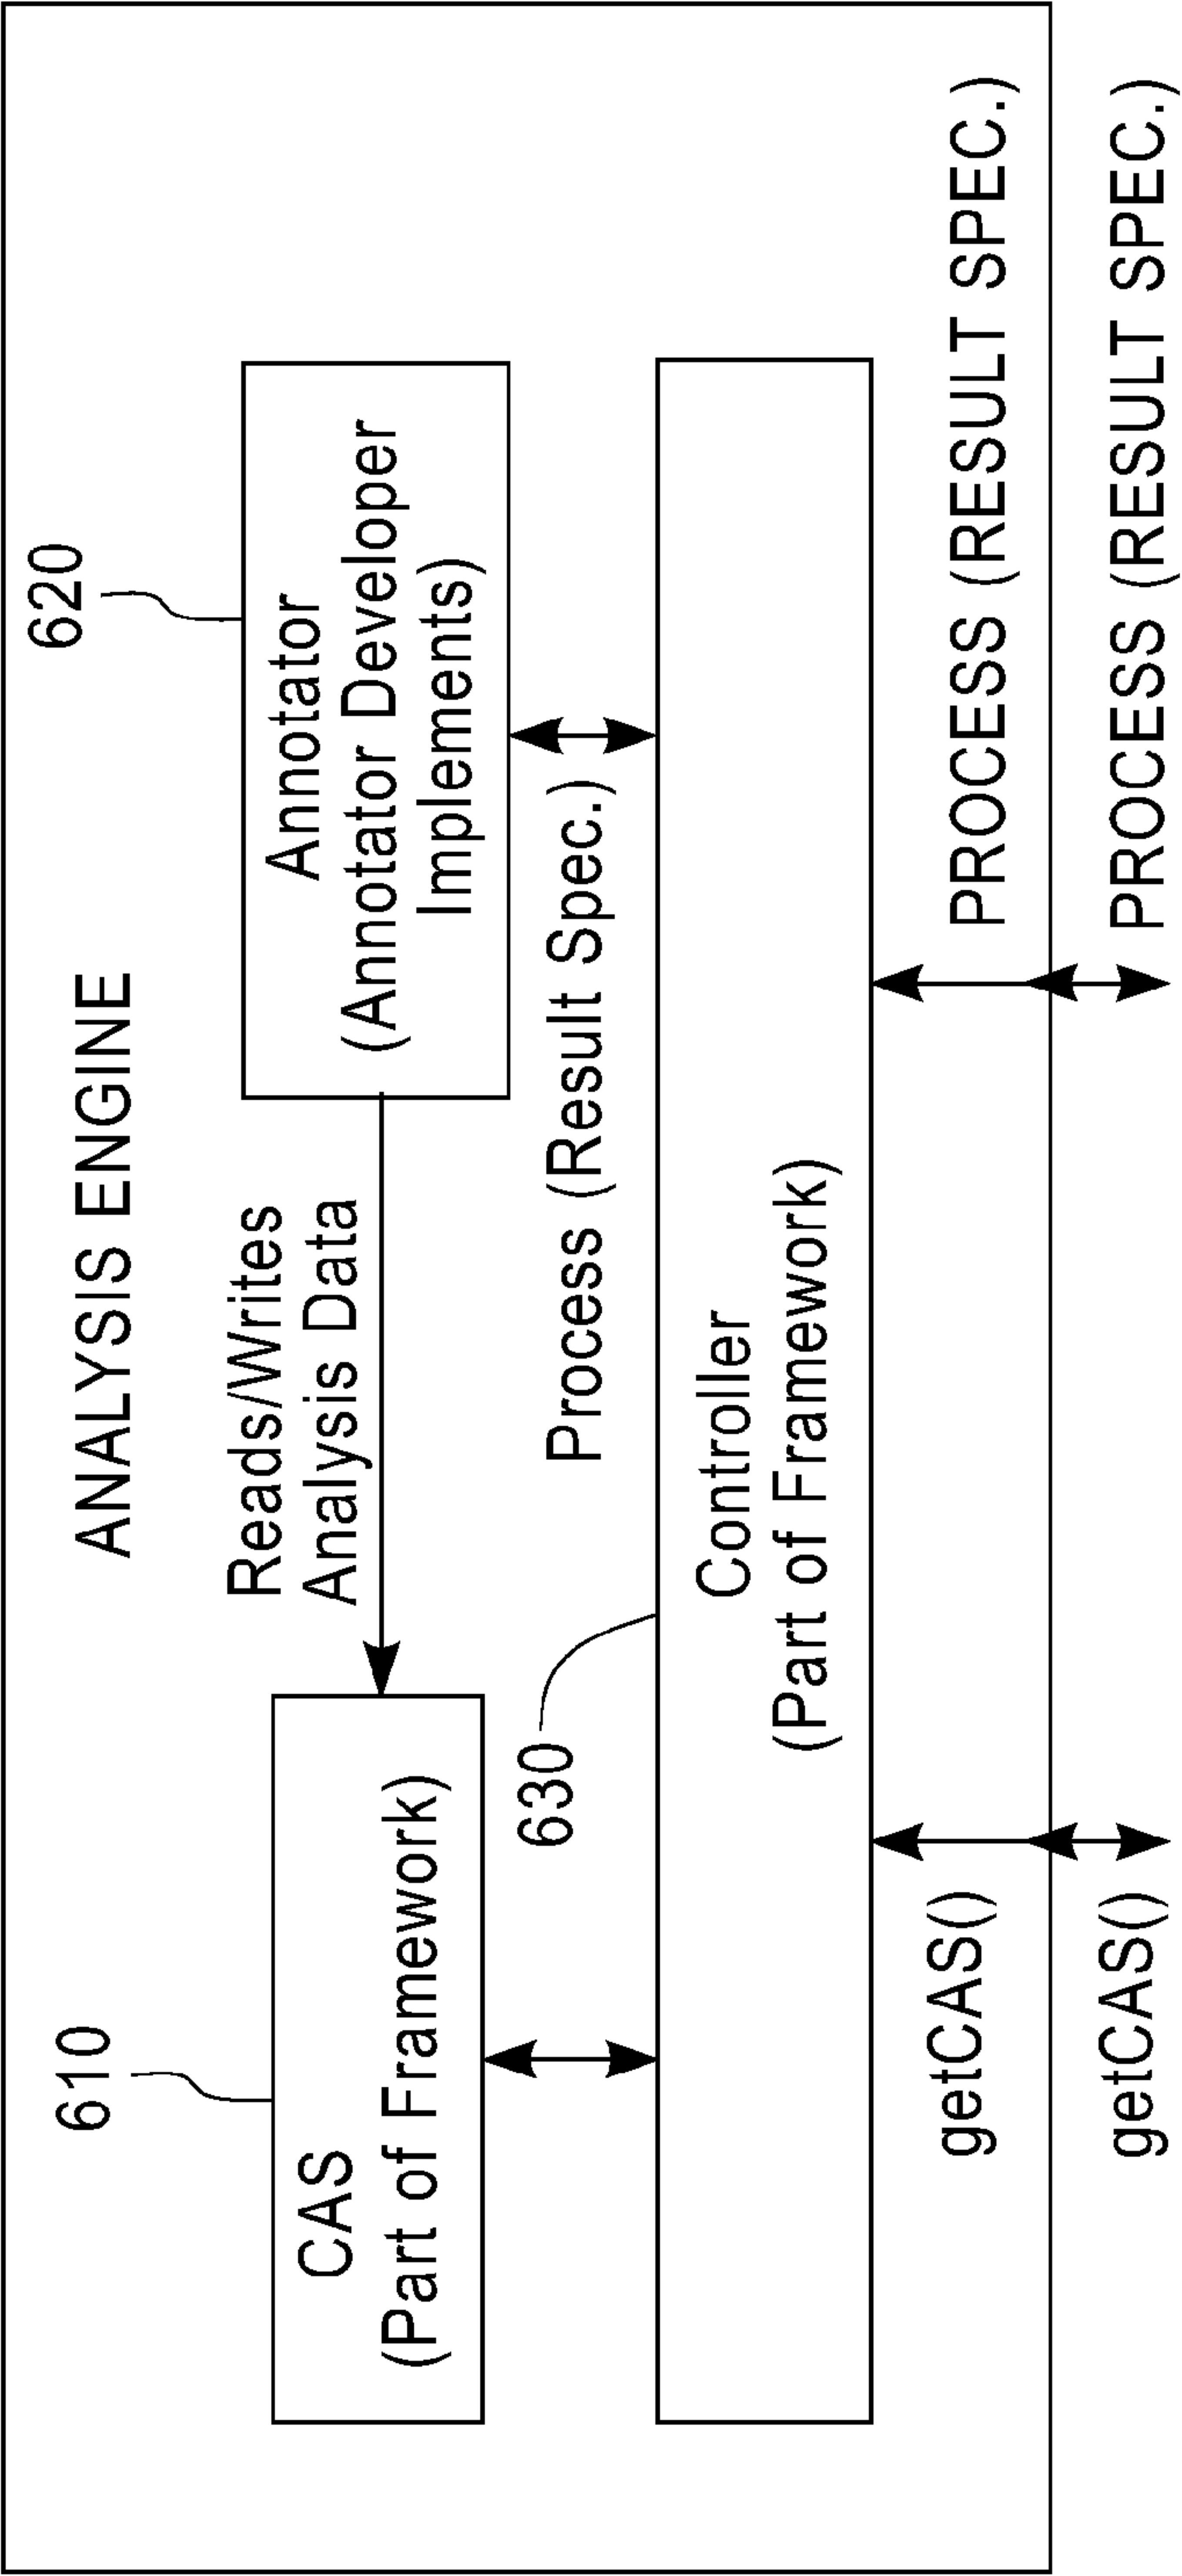 ANALYSIS ENGINE
610
620
CAS
(Part of Framework)
Reads/Writes
Analysis Data
Annotator
(Annotator Developer
Implements)
630
Process (Result Spec.)
Controller
(Part of Framework)
getCAS()
PROCESS (RESULT SPEC.)
getCAS()
PROCESS (RESULT SPEC.)